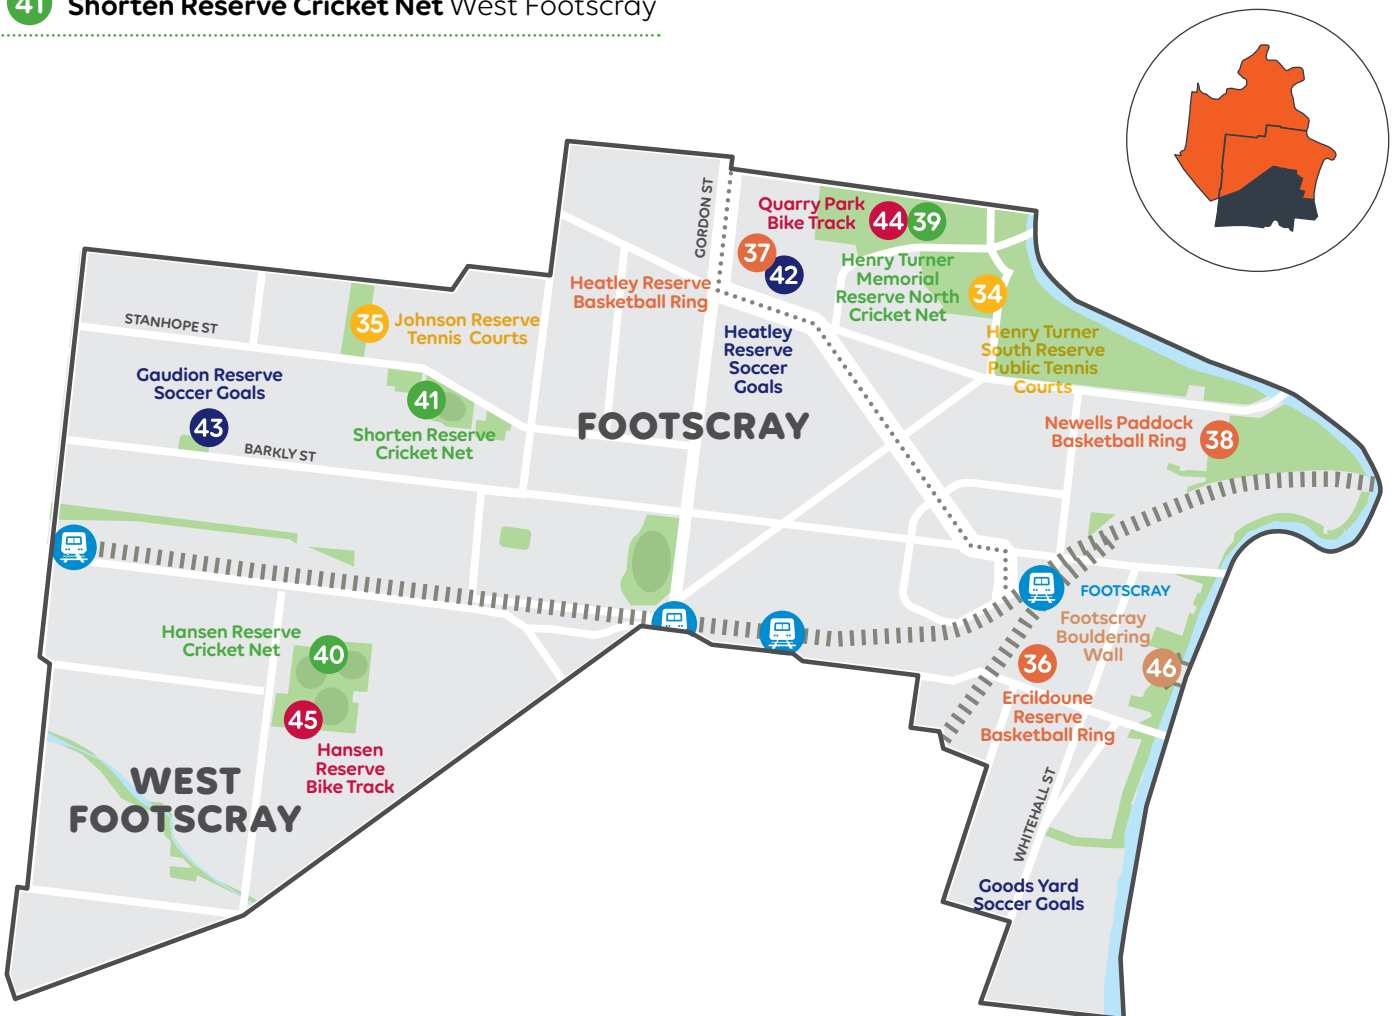 41 Shorten Reserve Cricket Net West Footscray
GORDON ST
Quarry Park
Bike Track
44
39
37
42
Heatley Reserve
Basketball Ring
Henry Turner
Memorial
Reserve North
Cricket Net
34
Henry Turner
South Reserve
Public Tennis
Courts
STANHOPE ST
35
Johnson Reserve
Tennis Courts
Heatley
Reserve
Soccer
Goals
Gaudion Reserve
Soccer Goals
43
41
Shorten Reserve
Cricket Net
BARKLY ST
FOOTSCRAY
Newells Paddock
Basketball Ring
38
FOOTSCRAY
Footscray
Bouldering
Wall
46
36
Ercildoune
Reserve
Basketball Ring
Hansen Reserve
Cricket Net
40
45
Hansen
Reserve
Bike Track
WEST
FOOTSCRAY
WHITEHALL ST
Goods Yard
Soccer Goals